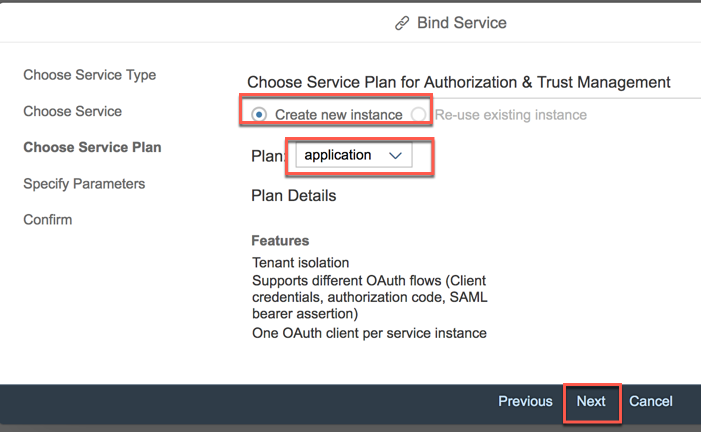 Bind Service
Choose Service Type
Choose Service
Choose Service Plan
Specify Parameters
Confirm
Choose Service Plan for Authorization & Trust Management
Create new instance Re-use existing instance
Plan: application
Plan Details
Features
Tenant isolation
Supports different OAuth flows (Client
credentials, authorization code, SAML
bearer assertion)
One OAuth client per service instance
Previous Next Cancel